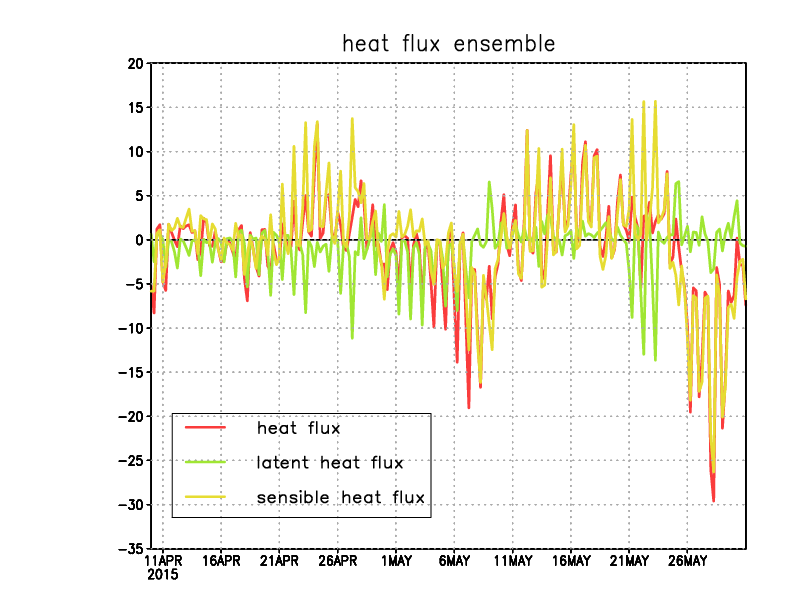 heat flux ensemble
20
15
10
5
0
-5
-10
-15
-20
-25
-30
-35
heat flux
latent heat flux
sensible heat flux
11APR 16APR 21APR 26APR 1MAY 6MAY 11MAY 16MAY 21MAY 26MAY
2015